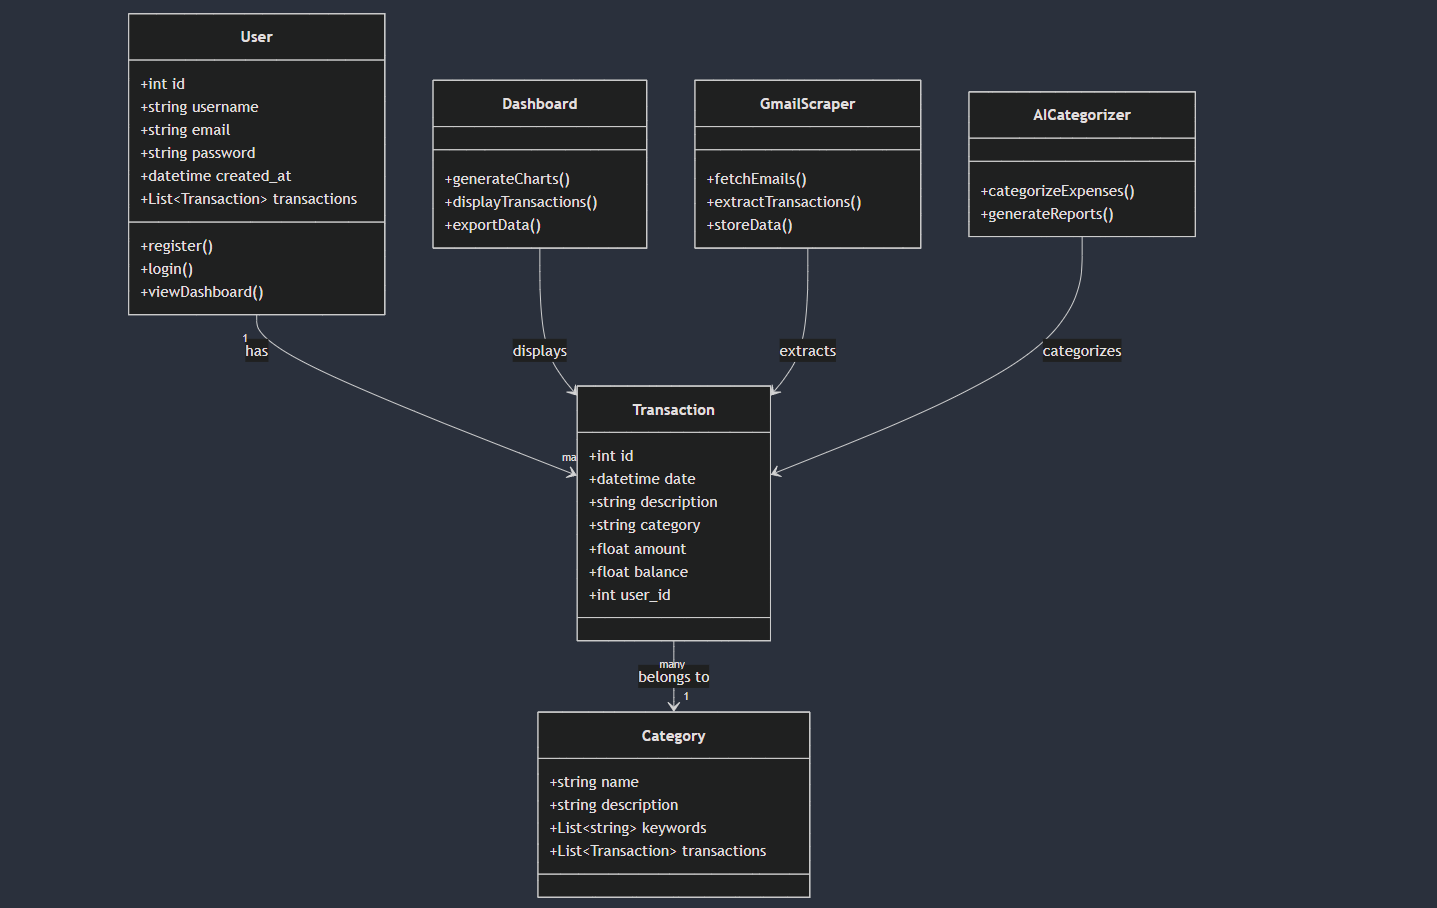 User
+int id
+string username
+string email
+string password
+datetime created_at
+List<Transaction> transactions
+register()
+login()
+viewDashboard()
Dashboard
+generateCharts()
+displayTransactions()
+exportData()
GmailScraper
+fetchEmails()
+extractTransactions()
+storeData()
AICategorizer
+categorizeExpenses()
+generateReports()
1
has
displays
extracts
categorizes
ma
Transaction
+int id
+datetime date
+string description
+string category
+float amount
+float balance
+int user_id
many
belongs to
1
Category
+string name
+string description
+List<string> keywords
+List<Transaction> transactions